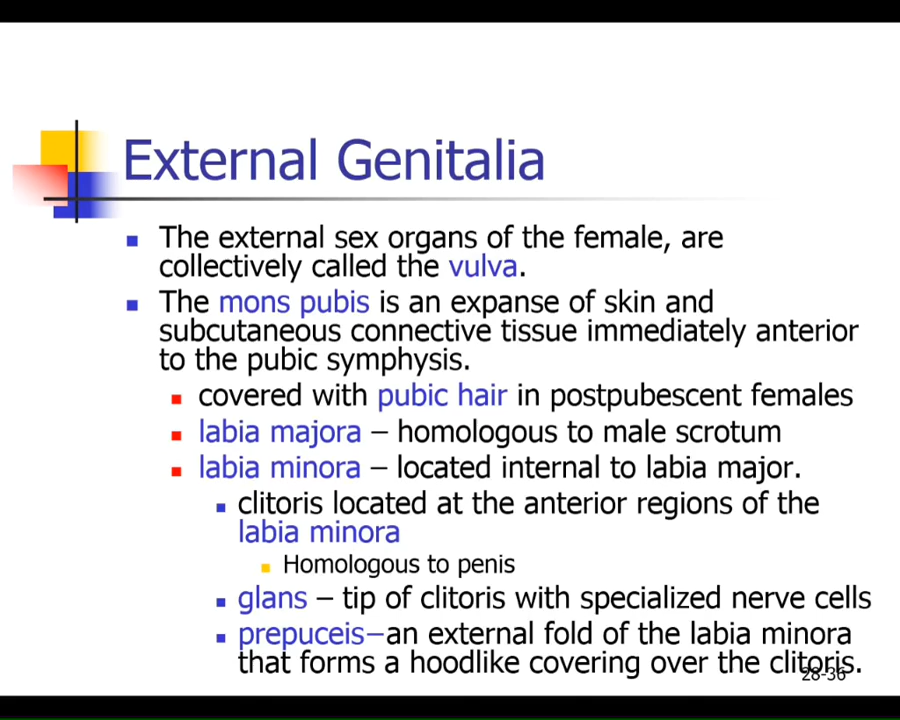 External Genitalia
The external sex organs of the female, are
collectively called the vulva.
The mons pubis is an expanse of skin and
subcutaneous connective tissue immediately anterior
to the pubic symphysis.
covered with pubic hair in postpubescent females
labia majora – homologous to male scrotum
labia minora – located internal to labia major.
clitoris located at the anterior regions of the
labia minora
Homologous to penis
glans – tip of clitoris with specialized nerve cells
prepuceis–an external fold of the labia minora
that forms a hoodlike covering over the clitoris.
28-36